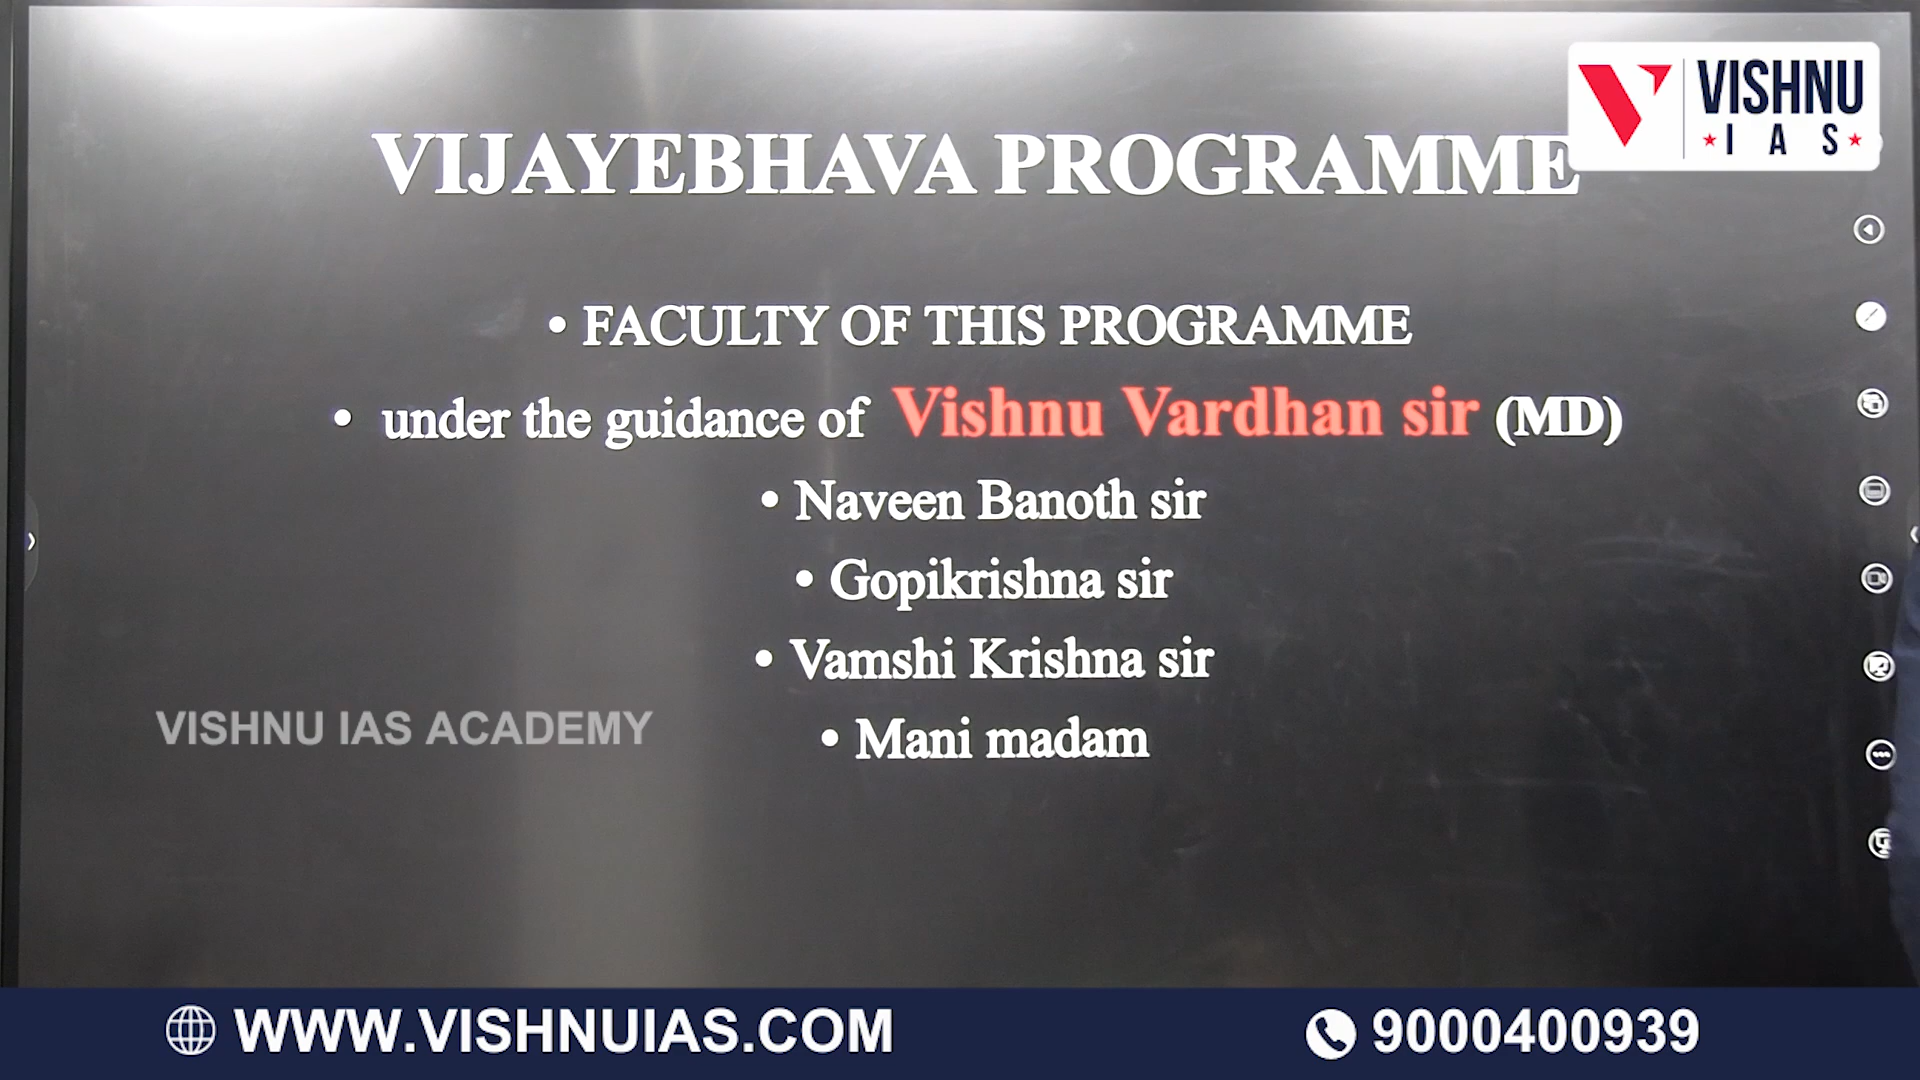 VISHNU
IAS
VIJAYEBHAVA PROGRAMME
• FACULTY OF THIS PROGRAMME
• under the guidance of Vishnu Vardhan sir (MD)
• Naveen Banoth sir
• Gopikrishna sir
• Vamshi Krishna sir
• Mani madam
VISHNU IAS ACADEMY
WWW.VISHNUIAS.COM
9000400939